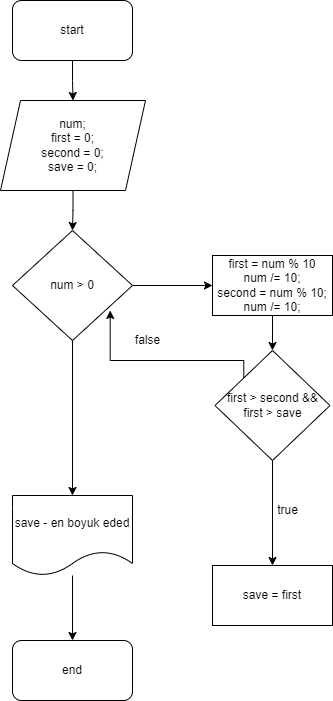 start
num;
first = 0;
second = 0;
save = 0;
num > 0
first = num % 10
num /= 10;
second = num % 10;
num /= 10;
false
first > second &&
first > save
true
save - en boyuk eded
save = first
end